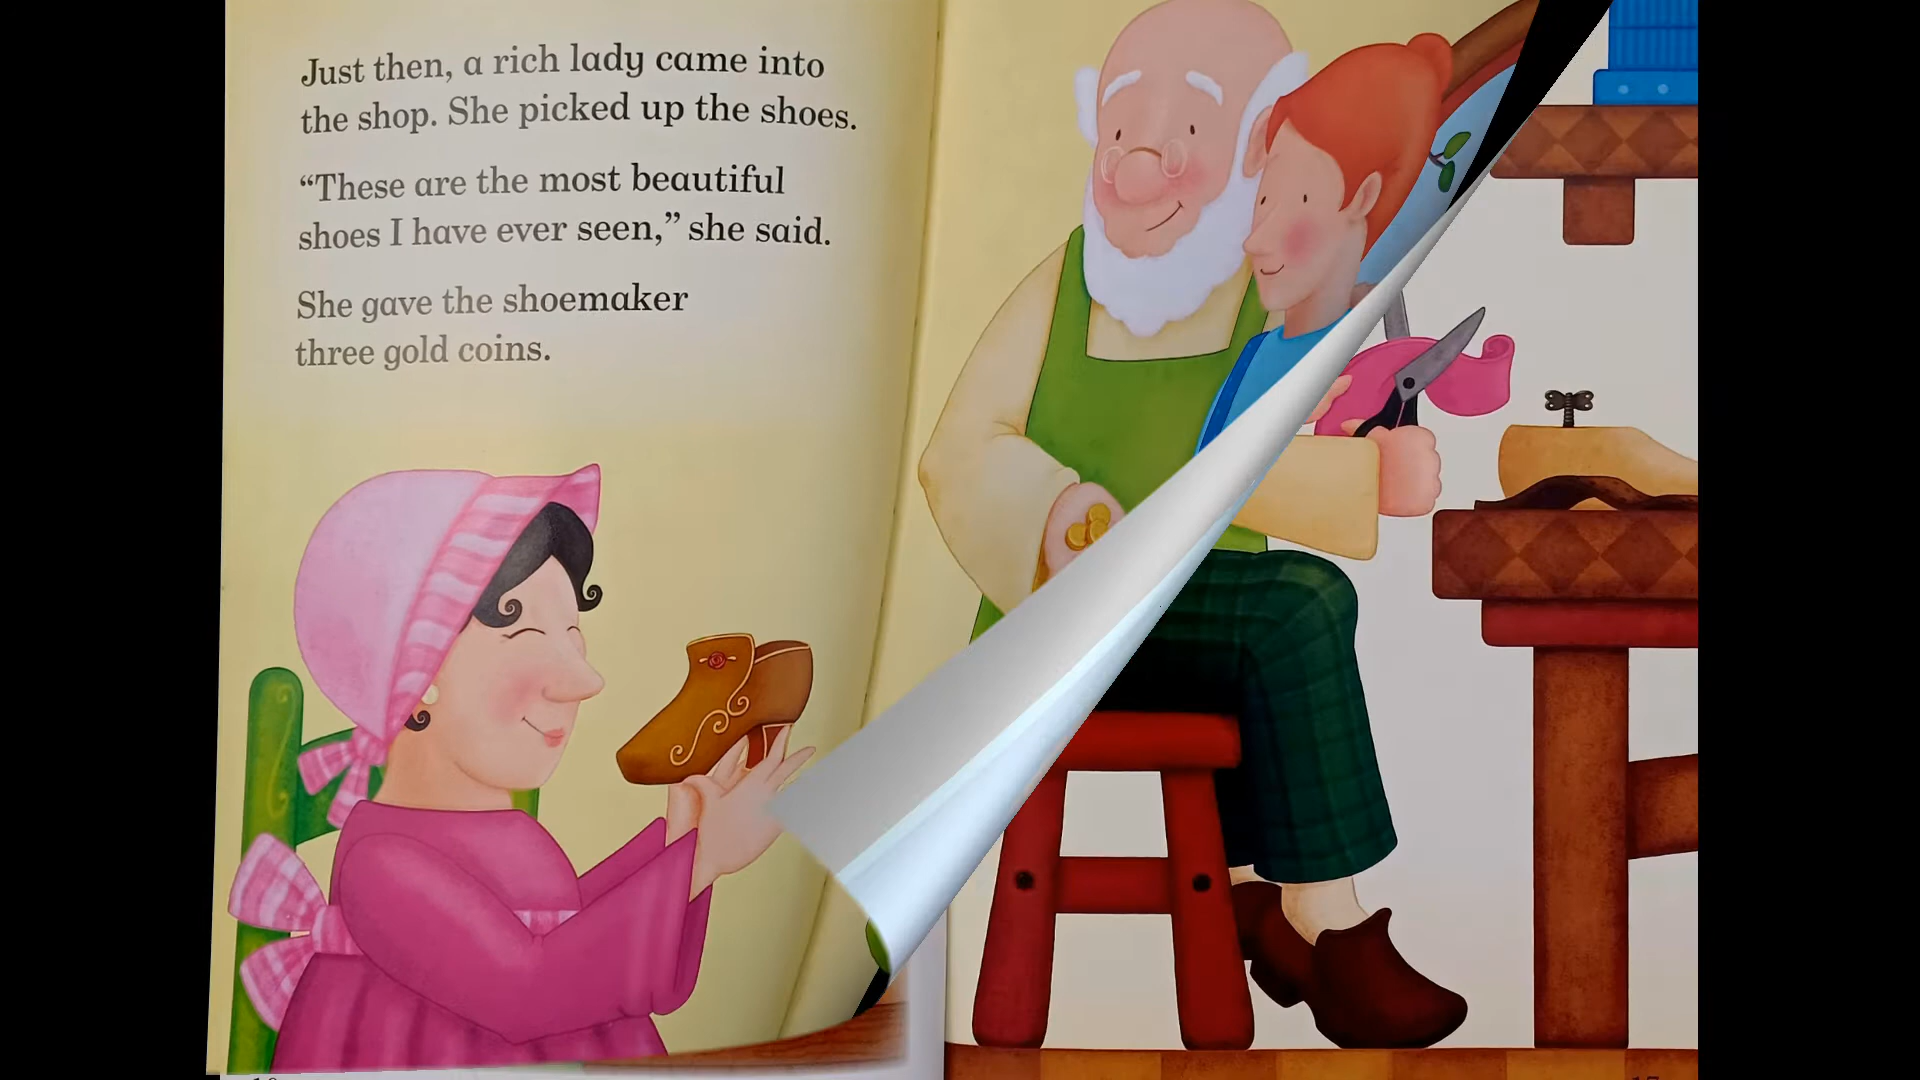 Just then, a rich lady came into
the shop. She picked up the shoes.
“These are the most beautiful
shoes I have ever seen,” she said.
She gave the shoemaker
three gold coins.